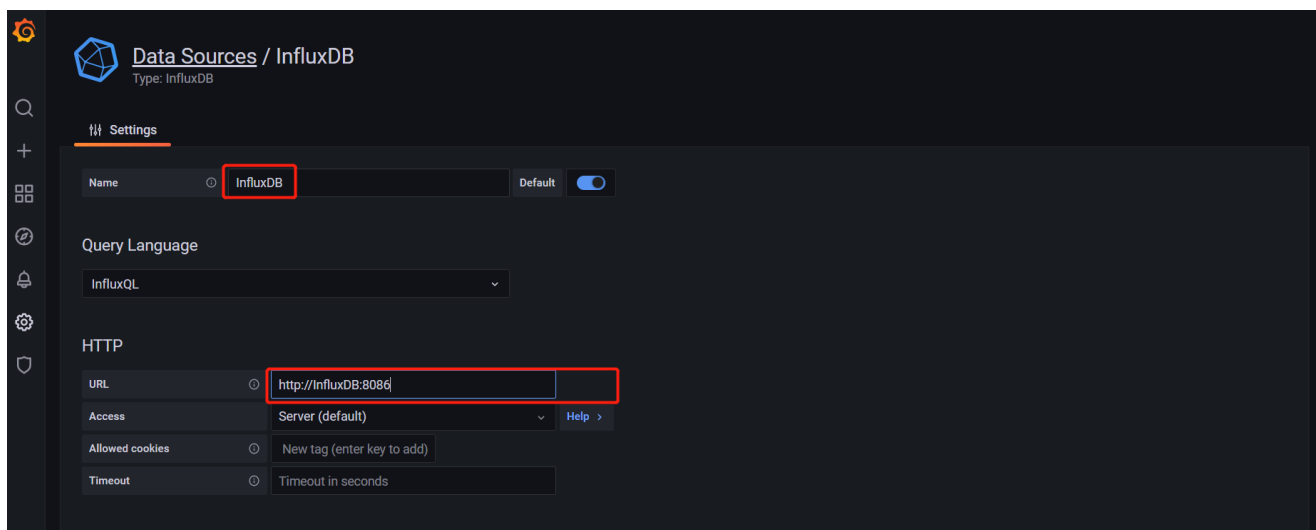 Data Sources / InfluxDB
Type: InfluxDB
Settings
Name InfluxDB Default
Query Language
InfluxQL
HTTP
URL http://InfluxDB:8086
Access Server (default) Help >
Allowed cookies New tag (enter key to add)
Timeout Timeout in seconds